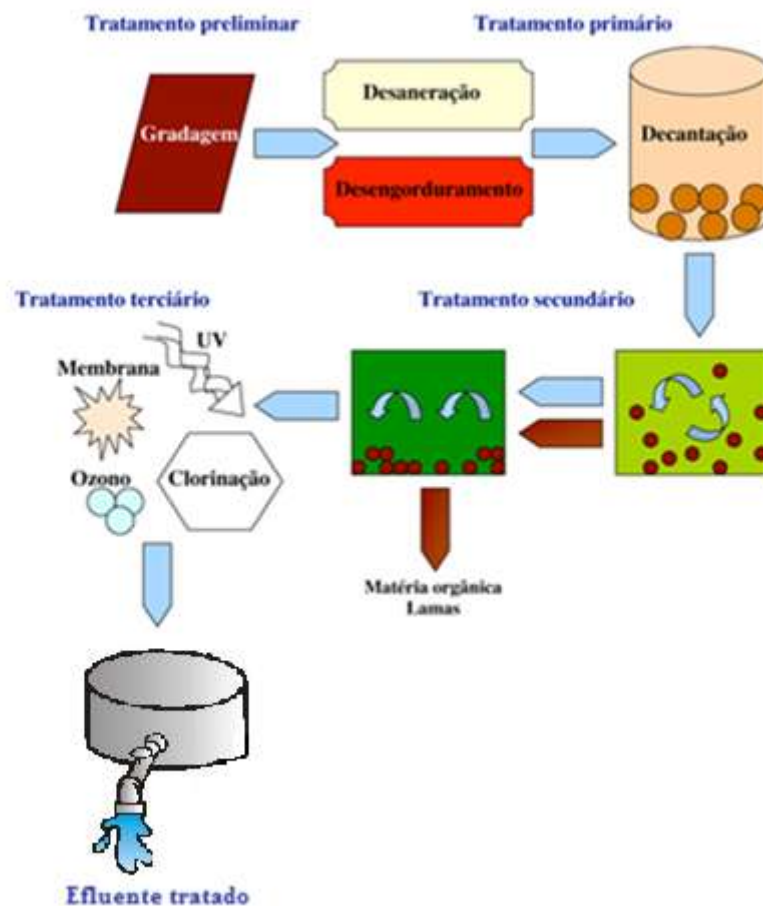 Tratamento preliminar
Tratamento primário
Gradagem
Desaneração
Desengorduramento
Decantação
Tratamento terciário
Tratamento secundário
UV
Membrana
Ozono
Clorinação
Matéria orgânica
Lamas
Efluente tratado